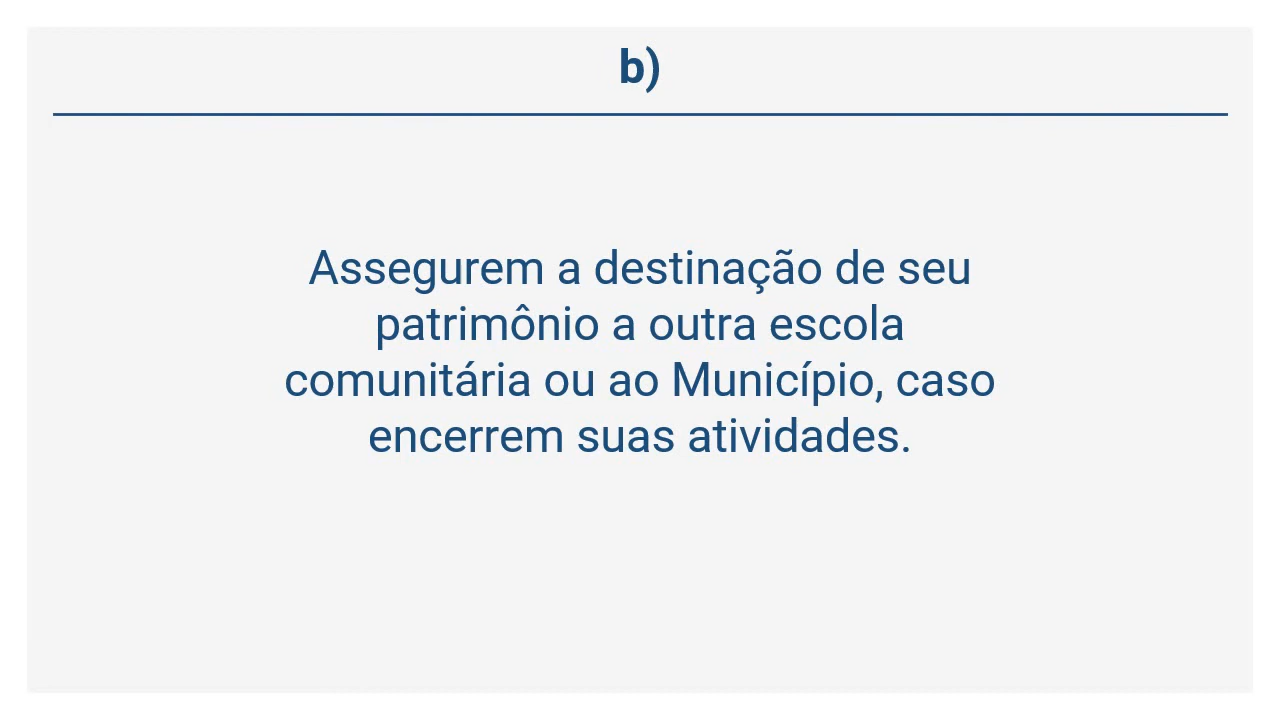 b)
Assegurem a destinação de seu
patrimônio a outra escola
comunitária ou ao Município, caso
encerrem suas atividades.